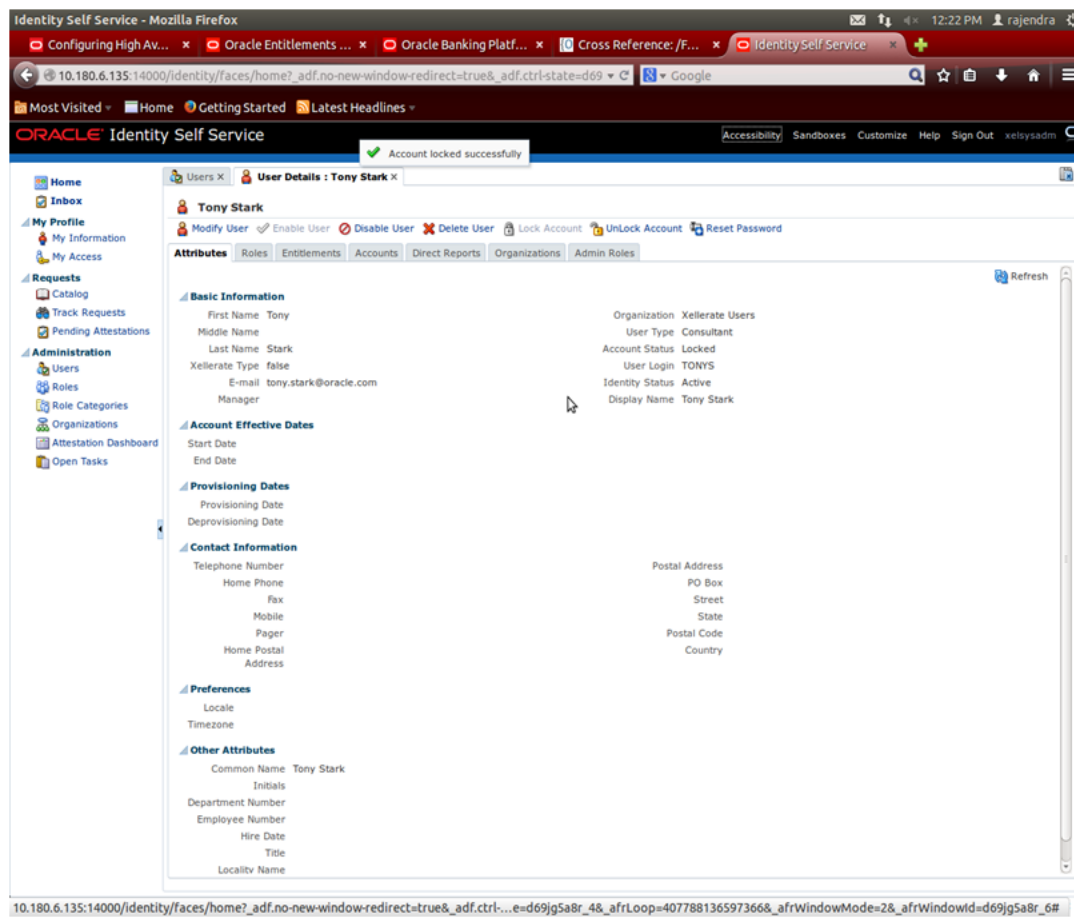 Identity Self Service - Mozilla Firefox 12:22 PM rajendra
Configuring High Av... × Oracle Entitlements ... × Oracle Banking Platf... × Cross Reference: /F... × Identity Self Service ×
10.180.6.135:14000/identity/faces/home?_adf.no-new-window-redirect=true&_adf.ctrl-state=d69 Google
Most Visited Home Getting Started Latest Headlines
ORACLE Identity Self Service Accessibility Sandboxes Customize Help Sign Out xelsysadm
Account locked successfully
Home
Inbox
My Profile
My Information
My Access
Requests
Catalog
Track Requests
Pending Attestations
Administration
Users
Roles
Role Categories
Organizations
Attestation Dashboard
Open Tasks
Users × User Details : Tony Stark ×
Tony Stark
Modify User Enable User Disable User Delete User Lock Account UnLock Account Reset Password
Attributes Roles Entitlements Accounts Direct Reports Organizations Admin Roles
Refresh
Basic Information
First Name Tony Organization Xellerate Users
Middle Name User Type Consultant
Last Name Stark Account Status Locked
Xellerate Type false User Login TONYS
E-mail tony.stark@oracle.com Identity Status Active
Manager Display Name Tony Stark
Account Effective Dates
Start Date
End Date
Provisioning Dates
Provisioning Date
Deprovisioning Date
Contact Information
Telephone Number Postal Address
Home Phone PO Box
Fax Street
Mobile State
Pager Postal Code
Home Postal Country
Address
Preferences
Locale
Timezone
Other Attributes
Common Name Tony Stark
Initials
Department Number
Employee Number
Hire Date
Title
Locality Name
10.180.6.135:14000/identity/faces/home?_adf.no-new-window-redirect=true&_adf.ctrl-...e=d69jg5a8r_4&_afrLoop=407788136597366&_afrWindowMode=2&_afrWindowId=d69jg5a8r_6#